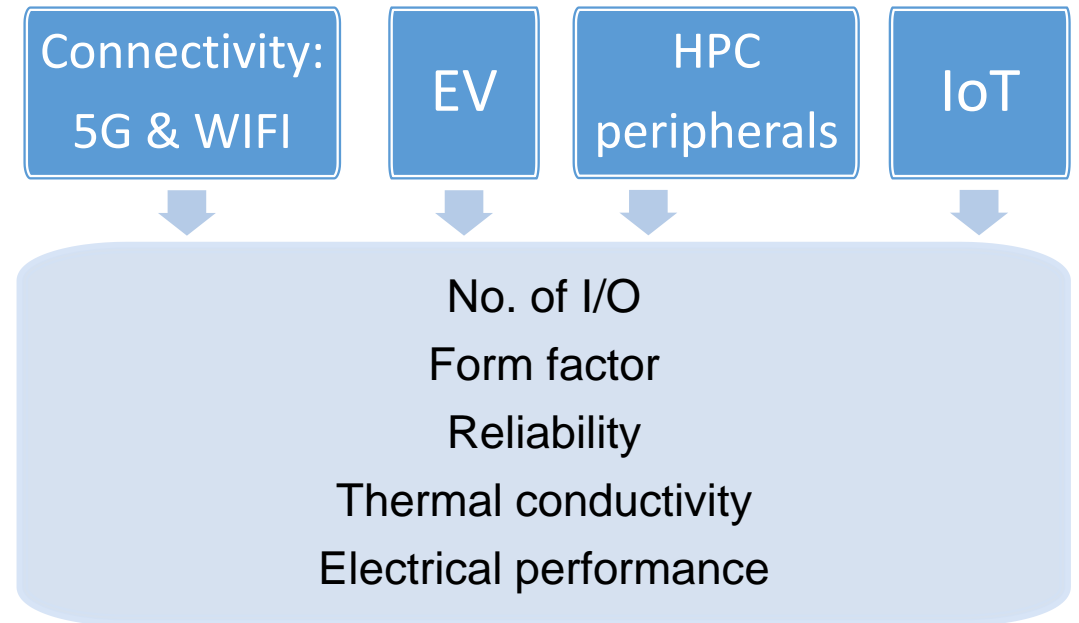 Connectivity:
5G & WIFI
EV
HPC
peripherals
IoT
No. of I/O
Form factor
Reliability
Thermal conductivity
Electrical performance